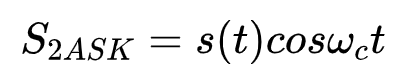 S_{2ASK} = s(t)cosω_c t